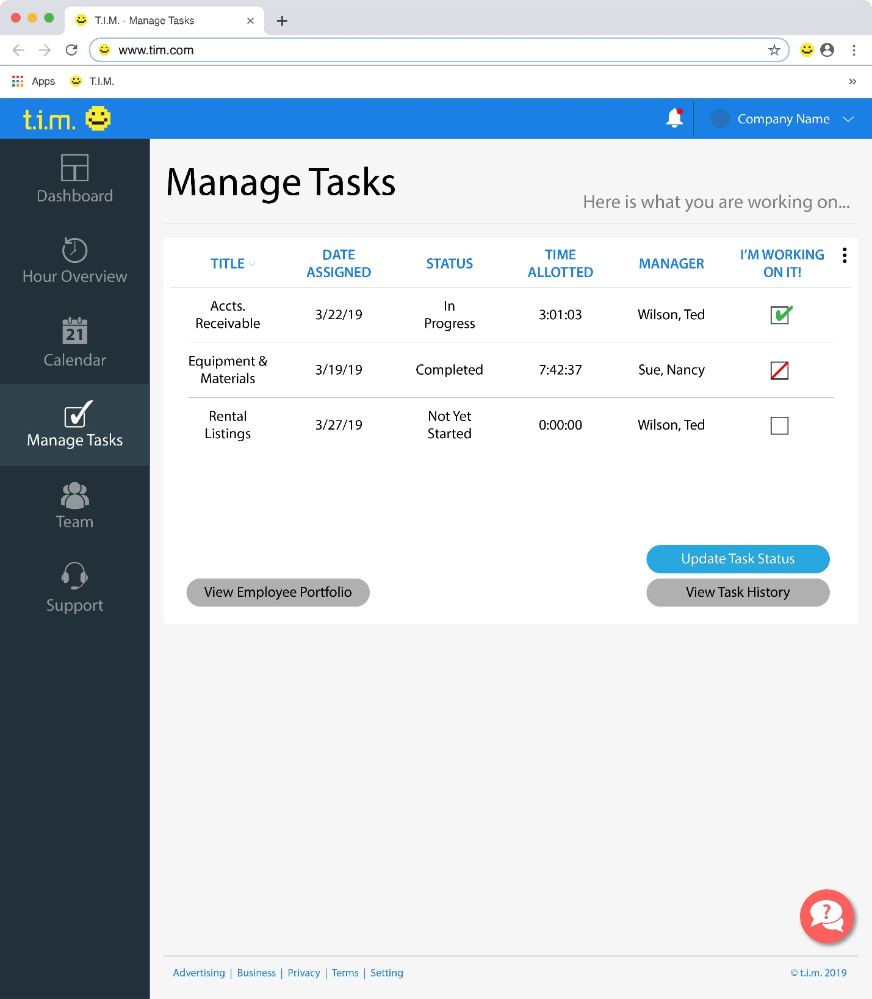 T.I.M. - Manage Tasks
www.tim.com
Apps T.I.M.
t.i.m. Company Name
Dashboard
Hour Overview
21
Calendar
Manage Tasks
Team
Support
Manage Tasks
Here is what you are working on...
TITLE DATE ASSIGNED STATUS TIME ALLOTTED MANAGER I'M WORKING ON IT!
Accts. Receivable 3/22/19 In Progress 3:01:03 Wilson, Ted
Equipment & Materials 3/19/19 Completed 7:42:37 Sue, Nancy
Rental Listings 3/27/19 Not Yet Started 0:00:00 Wilson, Ted
Update Task Status
View Employee Portfolio View Task History
?
Advertising | Business | Privacy | Terms | Setting © t.i.m. 2019